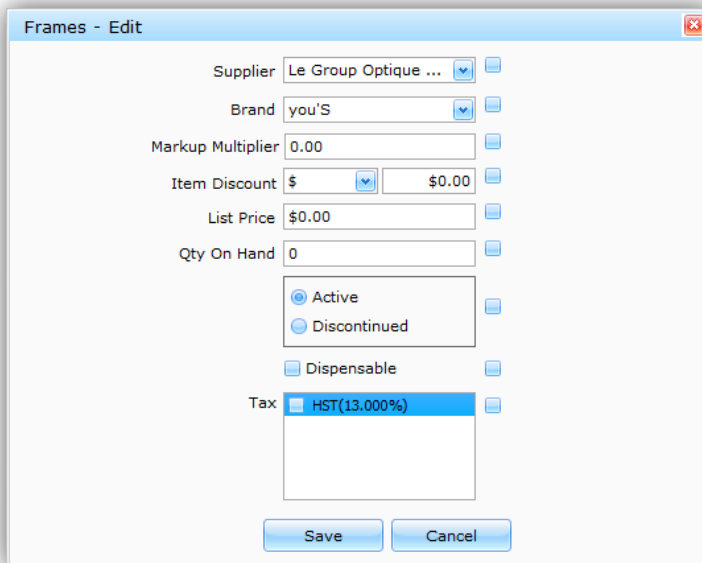 Frames - Edit
Supplier Le Group Optique ...
Brand you'S
Markup Multiplier 0.00
Item Discount $ $0.00
List Price $0.00
Qty On Hand 0
Active
Discontinued
Dispensable
Tax HST(13.000%)
Save Cancel